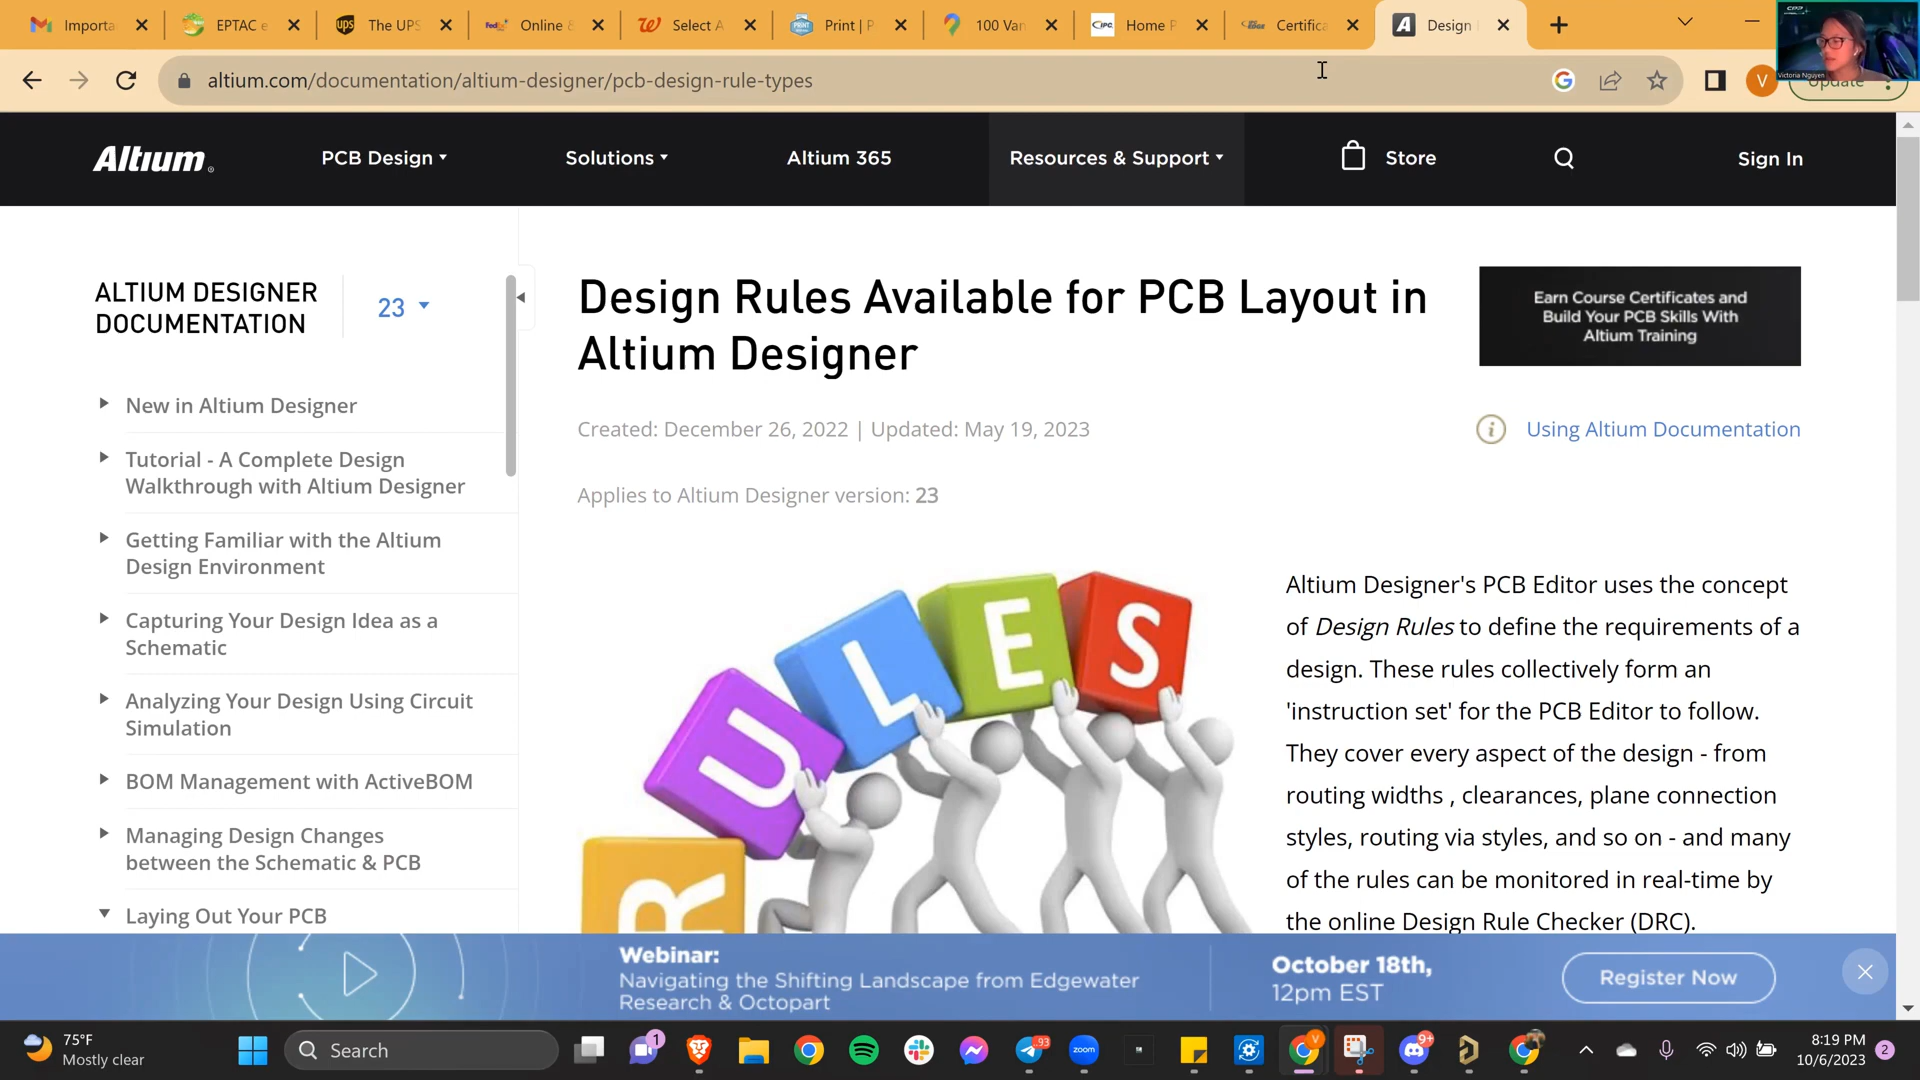 Importa
EPTAC e
The UPS
Online &
Select A
Print | P
100 Van
Home P
Certifica
Design
altium.com/documentation/altium-designer/pcb-design-rule-types
V
Update
Victoria Nguyen
Altium
PCB Design
Solutions
Altium 365
Resources & Support
Store
Sign In
ALTIUM DESIGNER
DOCUMENTATION
23
New in Altium Designer
Tutorial - A Complete Design
Walkthrough with Altium Designer
Getting Familiar with the Altium
Design Environment
Capturing Your Design Idea as a
Schematic
Analyzing Your Design Using Circuit
Simulation
BOM Management with ActiveBOM
Managing Design Changes
between the Schematic & PCB
Laying Out Your PCB
Design Rules Available for PCB Layout in
Altium Designer
Created: December 26, 2022 | Updated: May 19, 2023
Applies to Altium Designer version: 23
Earn Course Certificates and
Build Your PCB Skills With
Altium Training
Using Altium Documentation
RULES
Altium Designer's PCB Editor uses the concept
of Design Rules to define the requirements of a
design. These rules collectively form an
'instruction set' for the PCB Editor to follow.
They cover every aspect of the design - from
routing widths , clearances, plane connection
styles, routing via styles, and so on - and many
of the rules can be monitored in real-time by
the online Design Rule Checker (DRC).
Webinar:
Navigating the Shifting Landscape from Edgewater
Research & Octopart
October 18th,
12pm EST
Register Now
75°F
Mostly clear
Search
1
93
zoom
V
9+
8:19 PM
10/6/2023
2